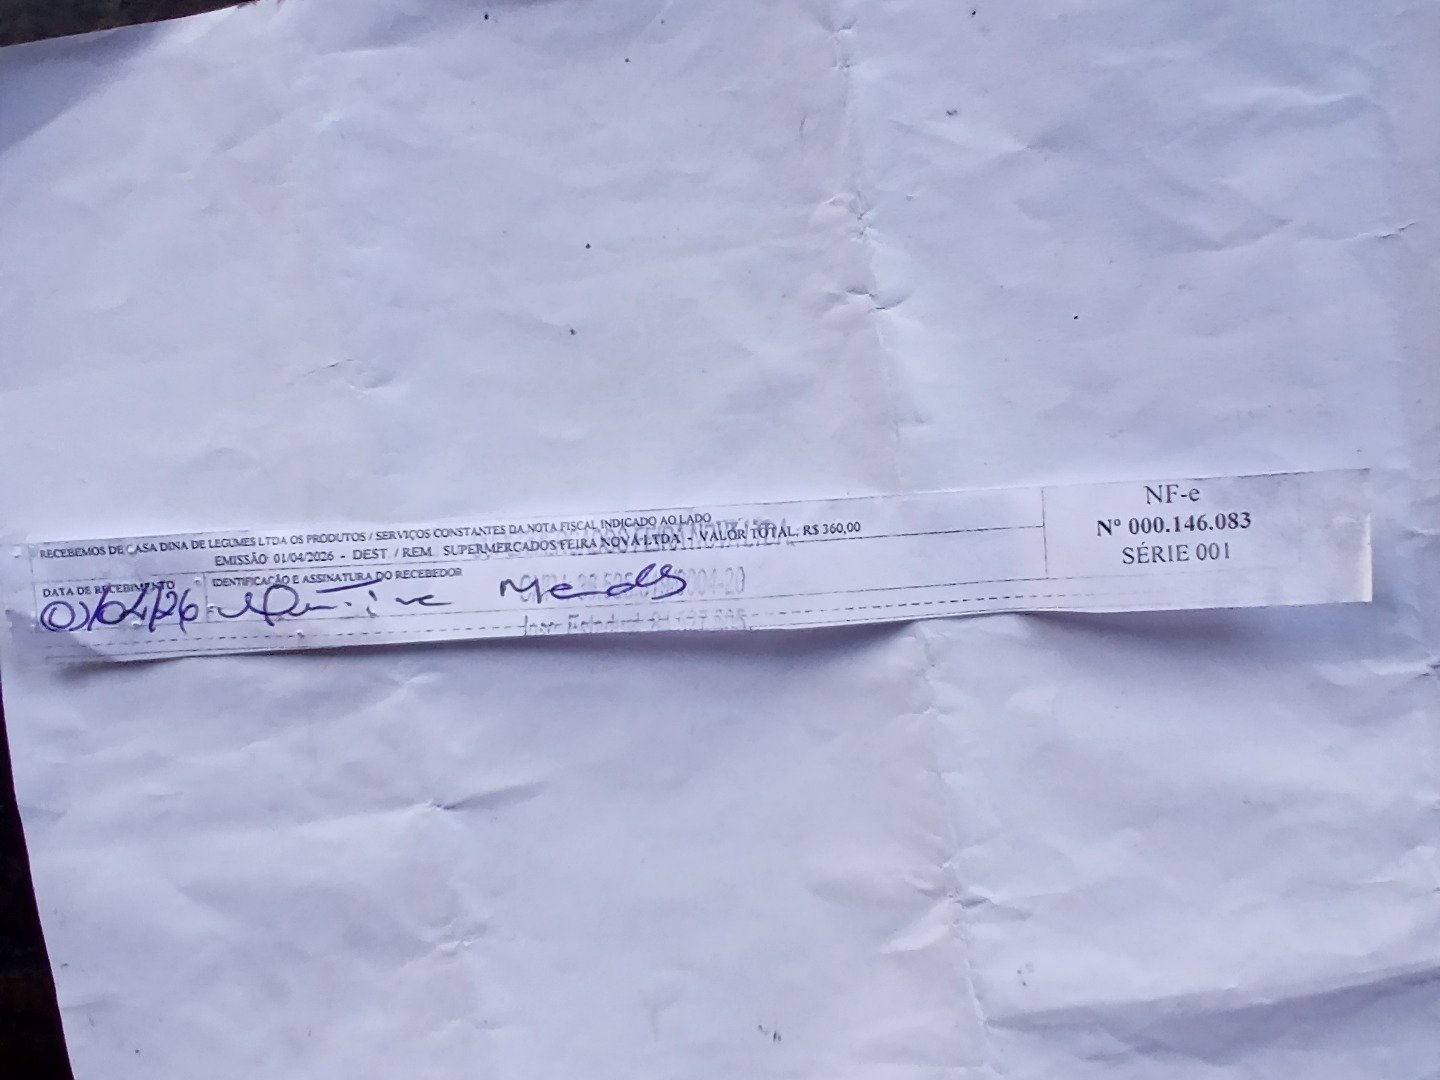 RECEBEMOS DE CASA DINA DE LEGUMES LTDA OS PRODUTOS / SERVIÇOS CONSTANTES DA NOTA FISCAL INDICADO AO LADO
EMISSÃO: 01/04/2026 - DEST. / REM. SUPERMERCADOS FEIRA NOVA LTDA - VALOR TOTAL: R$ 360,00
NF-e
Nº 000.146.083
SÉRIE 001
DATA DE RECEBIMENTO
IDENTIFICAÇÃO E ASSINATURA DO RECEBEDOR
01/04/26
Mendes